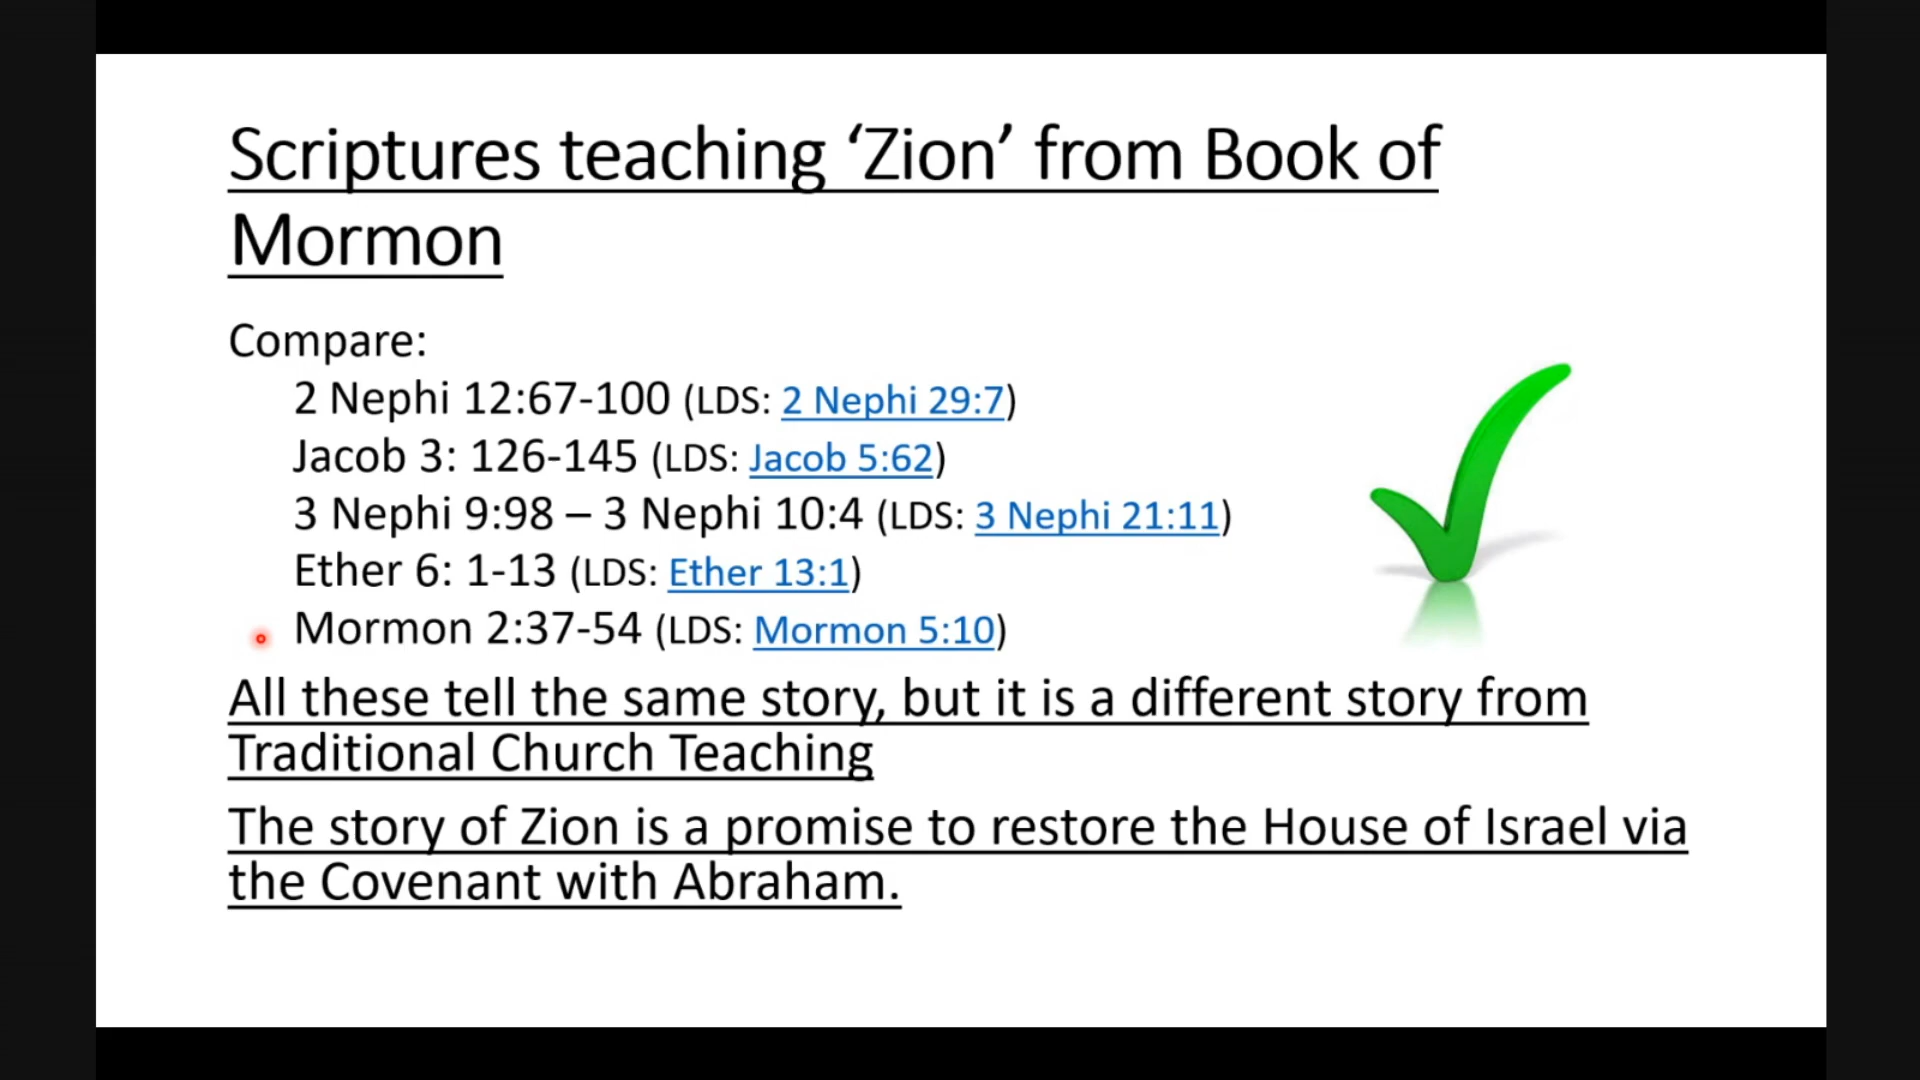 Scriptures teaching ‘Zion’ from Book of
Mormon
Compare:
2 Nephi 12:67-100 (LDS: 2 Nephi 29:7)
Jacob 3: 126-145 (LDS: Jacob 5:62)
3 Nephi 9:98 – 3 Nephi 10:4 (LDS: 3 Nephi 21:11)
Ether 6: 1-13 (LDS: Ether 13:1)
Mormon 2:37-54 (LDS: Mormon 5:10)
All these tell the same story, but it is a different story from
Traditional Church Teaching
The story of Zion is a promise to restore the House of Israel via
the Covenant with Abraham.